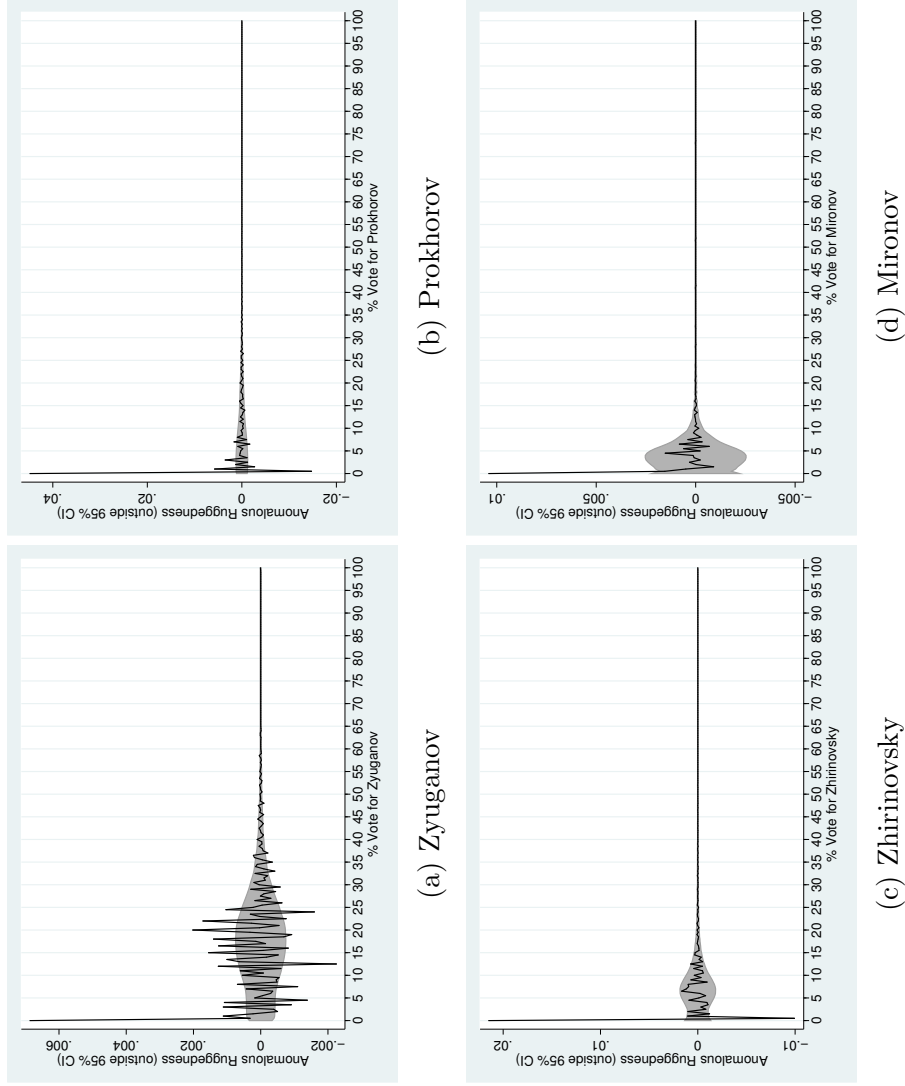 Anomalous Ruggedness (outside 95% CI)
.006
.004
.002
0
-.002
0 5 10 15 20 25 30 35 40 45 50 55 60 65 70 75 80 85 90 95 100
% Vote for Zyuganov
(a) Zyuganov
Anomalous Ruggedness (outside 95% CI)
.04
.02
0
-.02
0 5 10 15 20 25 30 35 40 45 50 55 60 65 70 75 80 85 90 95 100
% Vote for Prokhorov
(b) Prokhorov
Anomalous Ruggedness (outside 95% CI)
.02
.01
0
-.01
0 5 10 15 20 25 30 35 40 45 50 55 60 65 70 75 80 85 90 95 100
% Vote for Zhirinovsky
(c) Zhirinovsky
Anomalous Ruggedness (outside 95% CI)
.01
.005
0
-.005
0 5 10 15 20 25 30 35 40 45 50 55 60 65 70 75 80 85 90 95 100
% Vote for Mironov
(d) Mironov